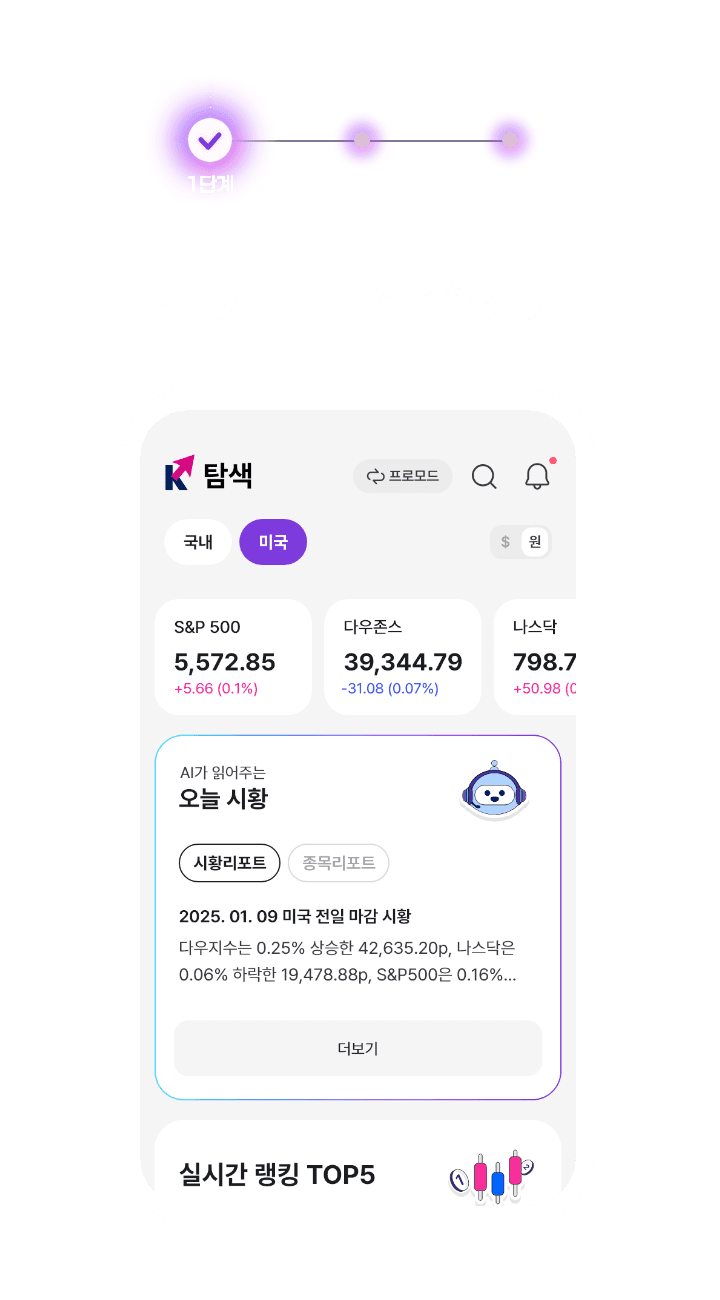 1단계
탐색
프로모드
국내
미국
$
원
S&P 500
다우존스
나스닥
5,572.85
39,344.79
798.7
+5.66 (0.1%)
-31.08 (0.07%)
+50.98 (0
AI가 읽어주는
오늘 시황
시황리포트
종목리포트
2025. 01. 09 미국 전일 마감 시황
다우지수는 0.25% 상승한 42,635.20p, 나스닥은
0.06% 하락한 19,478.88p, S&P500은 0.16%...
더보기
실시간 랭킹 TOP5